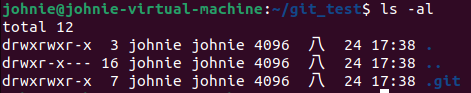 johnie@johnie-virtual-machine:~/git_test$ ls -al
total 12
drwxrwxr-x  3 johnie johnie 4096  八  24 17:38 .
drwxr-x--- 16 johnie johnie 4096  八  24 17:38 ..
drwxrwxr-x  7 johnie johnie 4096  八  24 17:38 .git